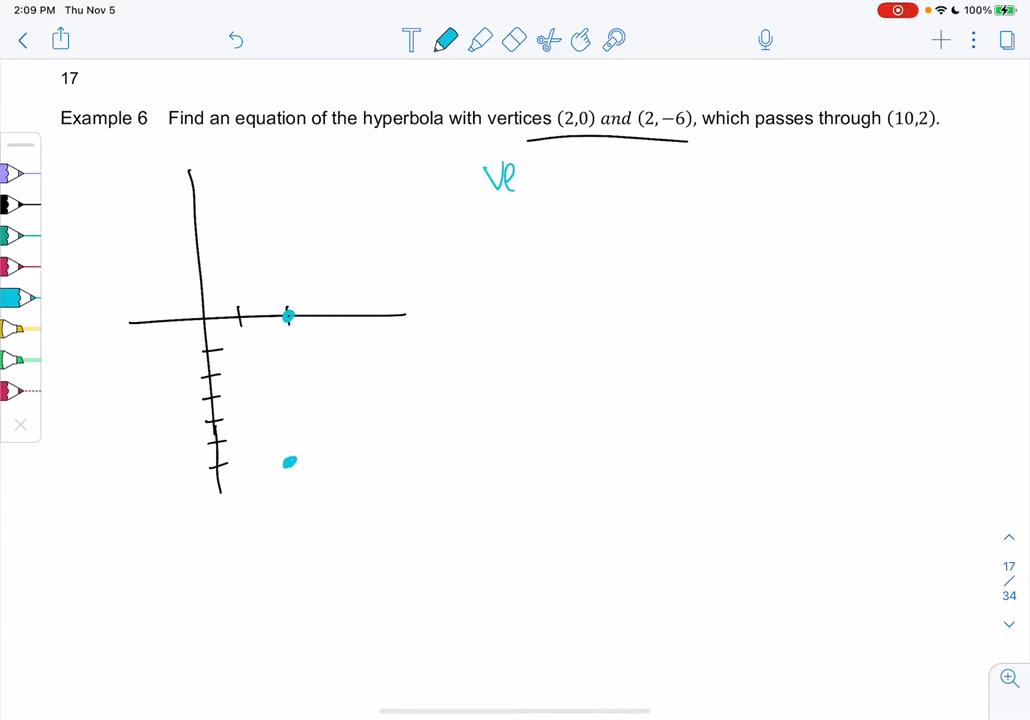 2:09 PM Thu Nov 5
100%
T
17
Example 6 Find an equation of the hyperbola with vertices (2,0) and (2,−6), which passes through (10,2).
Ve
17
/
34